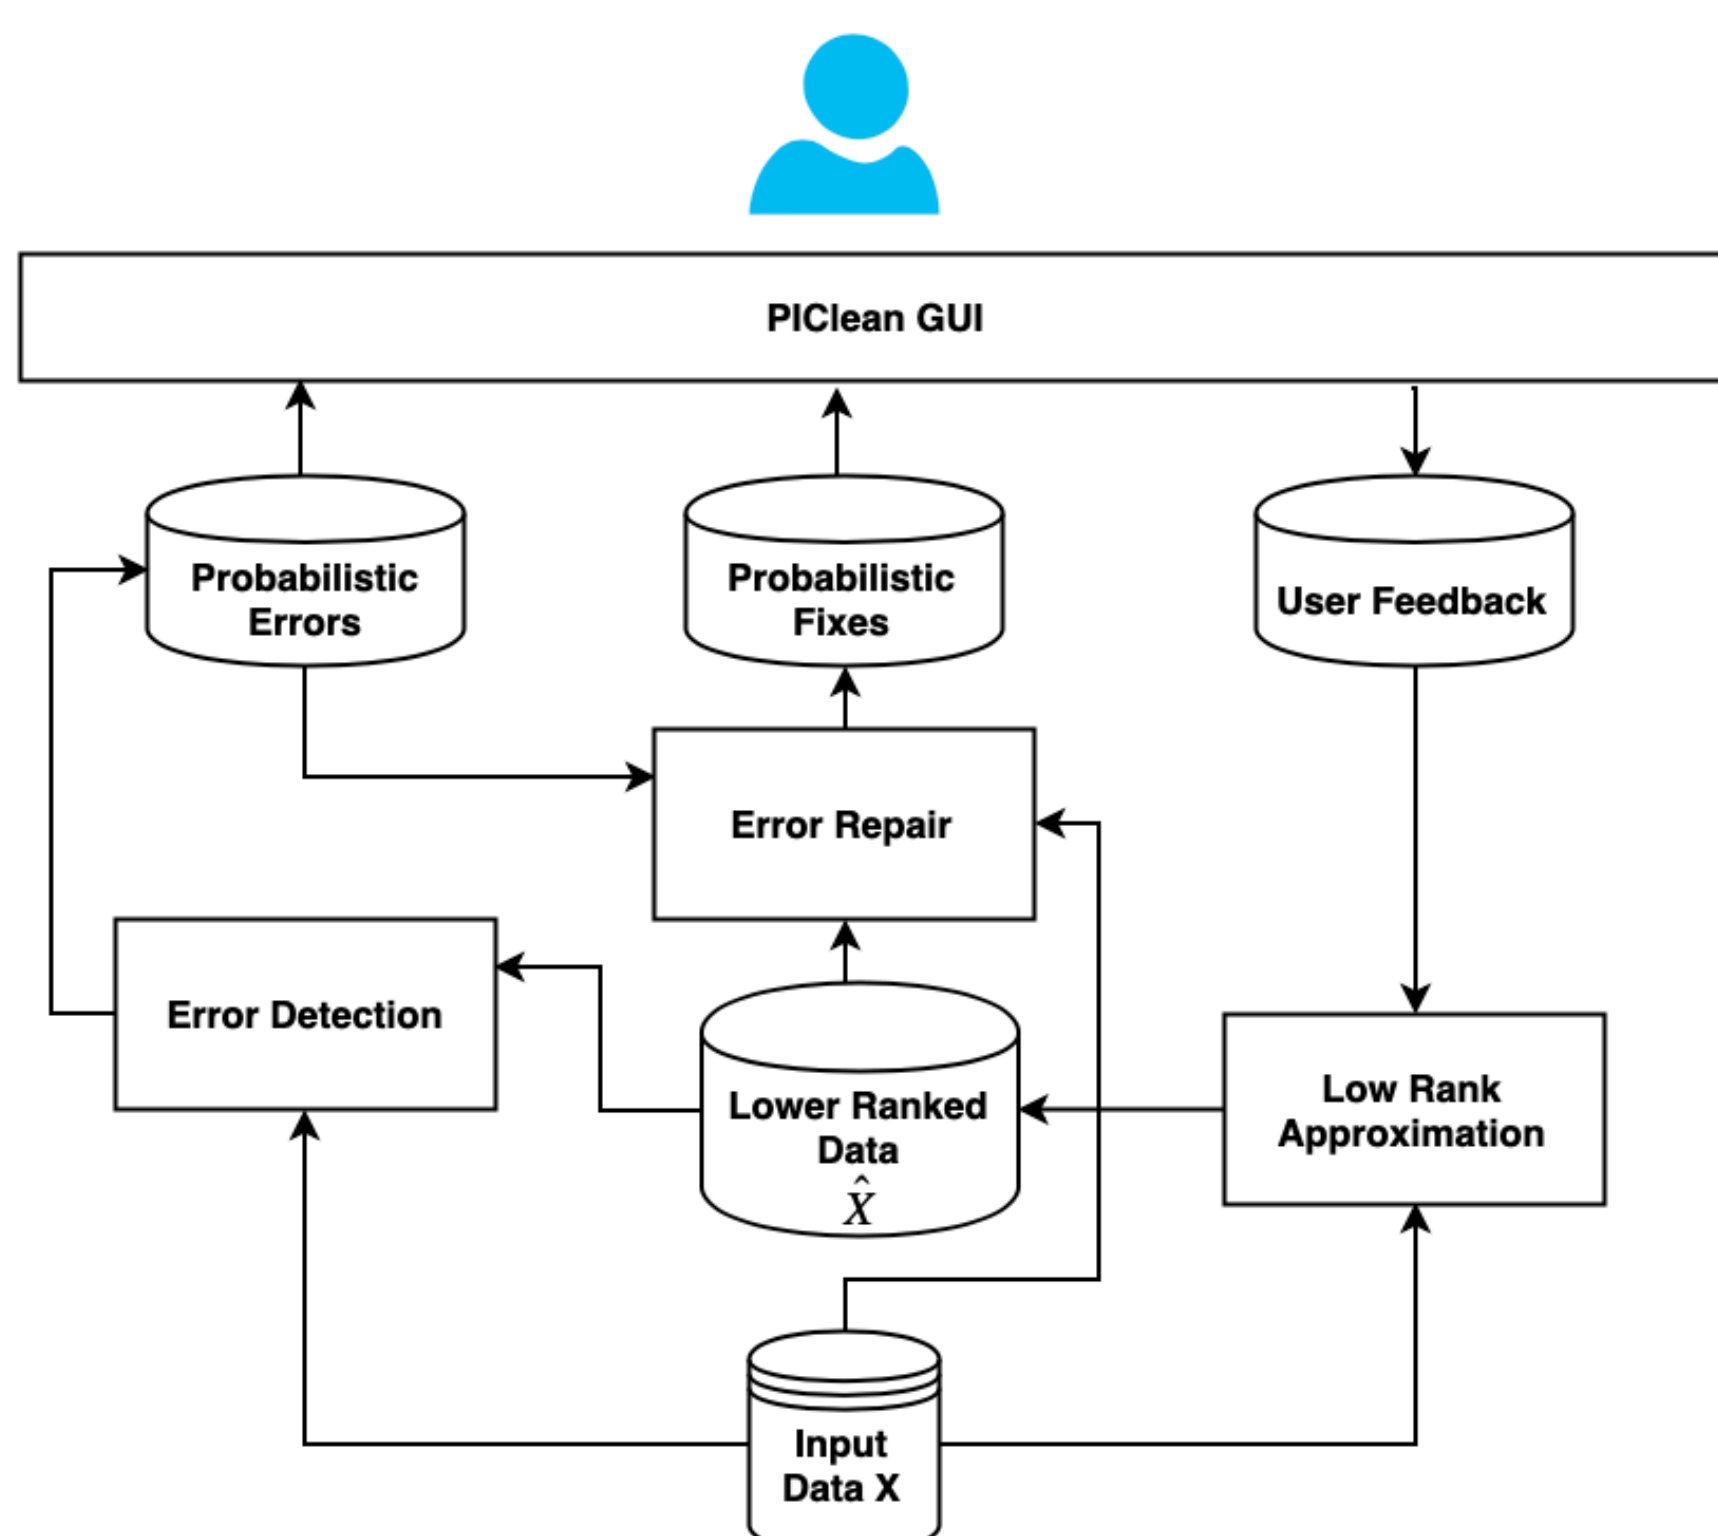 PIClean GUI
Probabilistic
Errors
Probabilistic
Fixes
User Feedback
Error Repair
Error Detection
Lower Ranked
Data
X̂
Low Rank
Approximation
Input
Data X